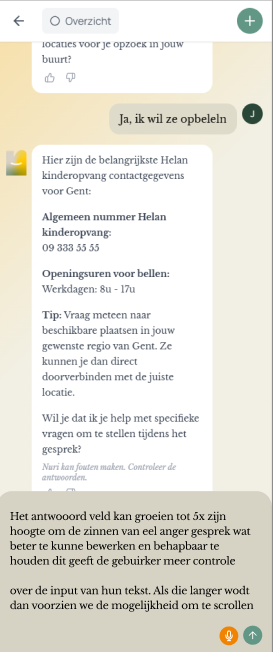 Overzicht
locaties voor je opzoek in jouw
buurt?
Ja, ik wil ze opbeleln
J
Hier zijn de belangrijkste Helan
kinderopvang contactgegevens
voor Gent:
Algemeen nummer Helan
kinderopvang:
09 333 55 55
Openingsuren voor bellen:
Werkdagen: 8u - 17u
Tip: Vraag meteen naar
beschikbare plaatsen in jouw
gewenste regio van Gent. Ze
kunnen je dan direct
doorverbinden met de juiste
locatie.
Wil je dat ik je help met specifieke
vragen om te stellen tijdens het
gesprek?
Nuri kan fouten maken. Controleer de
antwoorden.
Het antwooord veld kan groeien tot 5x zijn
hoogte om de zinnen van eel anger gesprek wat
beter te kunne bewerken en behapbaar te
houden dit geeft de gebuirker meer controle
over de input van hun tekst. Als die langer wodt
dan voorzien we de mogelijkheid om te scrollen